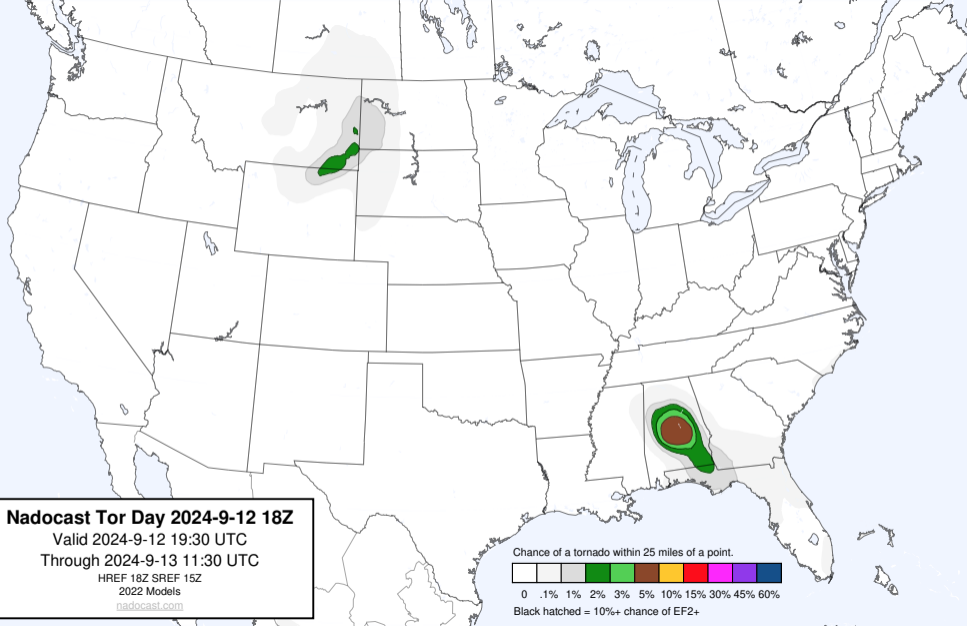 Nadocast Tor Day 2024-9-12 18Z
Valid 2024-9-12 19:30 UTC
Through 2024-9-13 11:30 UTC
HREF 18Z SREF 15Z
2022 Models
nadocast.com
Chance of a tornado within 25 miles of a point.
0 .1% 1% 2% 3% 5% 10% 15% 30% 45% 60%
Black hatched = 10%+ chance of EF2+